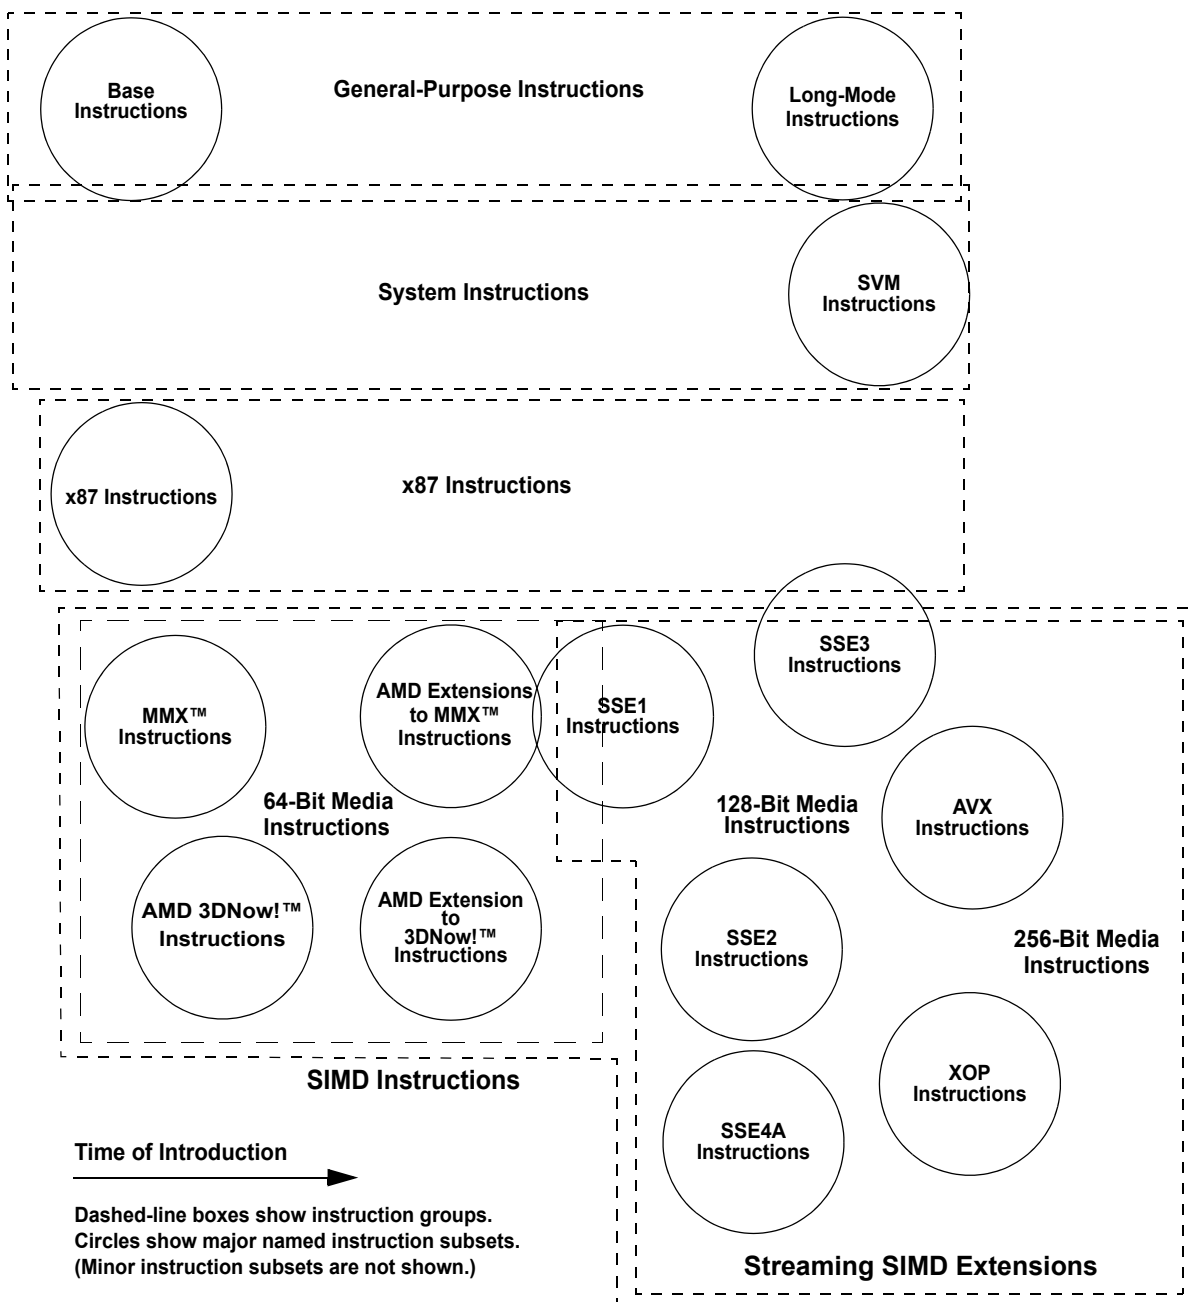 Base
Instructions
General-Purpose Instructions
Long-Mode
Instructions
System Instructions
SVM
Instructions
x87 Instructions
x87 Instructions
SSE3
Instructions
MMX™
Instructions
AMD Extensions
to MMX™
Instructions
SSE1
Instructions
64-Bit Media
Instructions
128-Bit Media
Instructions
AVX
Instructions
AMD 3DNow!™
Instructions
AMD Extension
to
3DNow!™
Instructions
SSE2
Instructions
256-Bit Media
Instructions
SIMD Instructions
XOP
Instructions
SSE4A
Instructions
Time of Introduction
Dashed-line boxes show instruction groups.
Circles show major named instruction subsets.
(Minor instruction subsets are not shown.)
Streaming SIMD Extensions